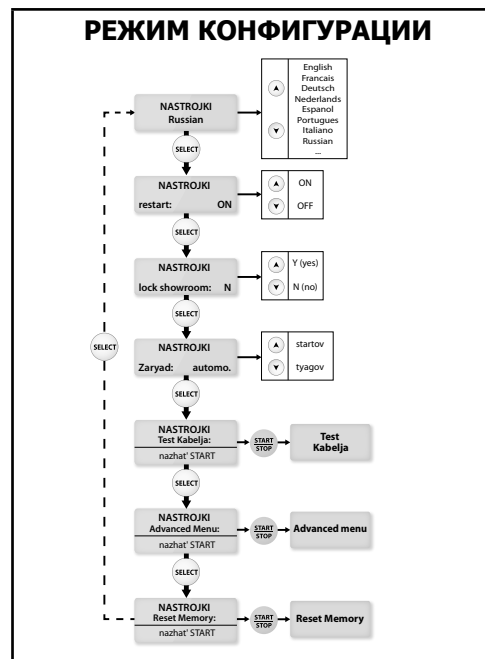 РЕЖИМ КОНФИГУРАЦИИ
NASTROJKI
Russian
English
Francais
Deutsch
Nederlands
Espanol
Portugues
Italiano
Russian
...
SELECT
NASTROJKI
restart: ON
ON
OFF
SELECT
NASTROJKI
lock showroom: N
Y (yes)
N (no)
SELECT
SELECT
NASTROJKI
Zaryad: automo.
startov
tyagov
SELECT
NASTROJKI
Test Kabelja:
nazhat' START
START
STOP
Test
Kabelja
SELECT
NASTROJKI
Advanced Menu:
nazhat' START
START
STOP
Advanced menu
SELECT
NASTROJKI
Reset Memory:
nazhat' START
START
STOP
Reset Memory